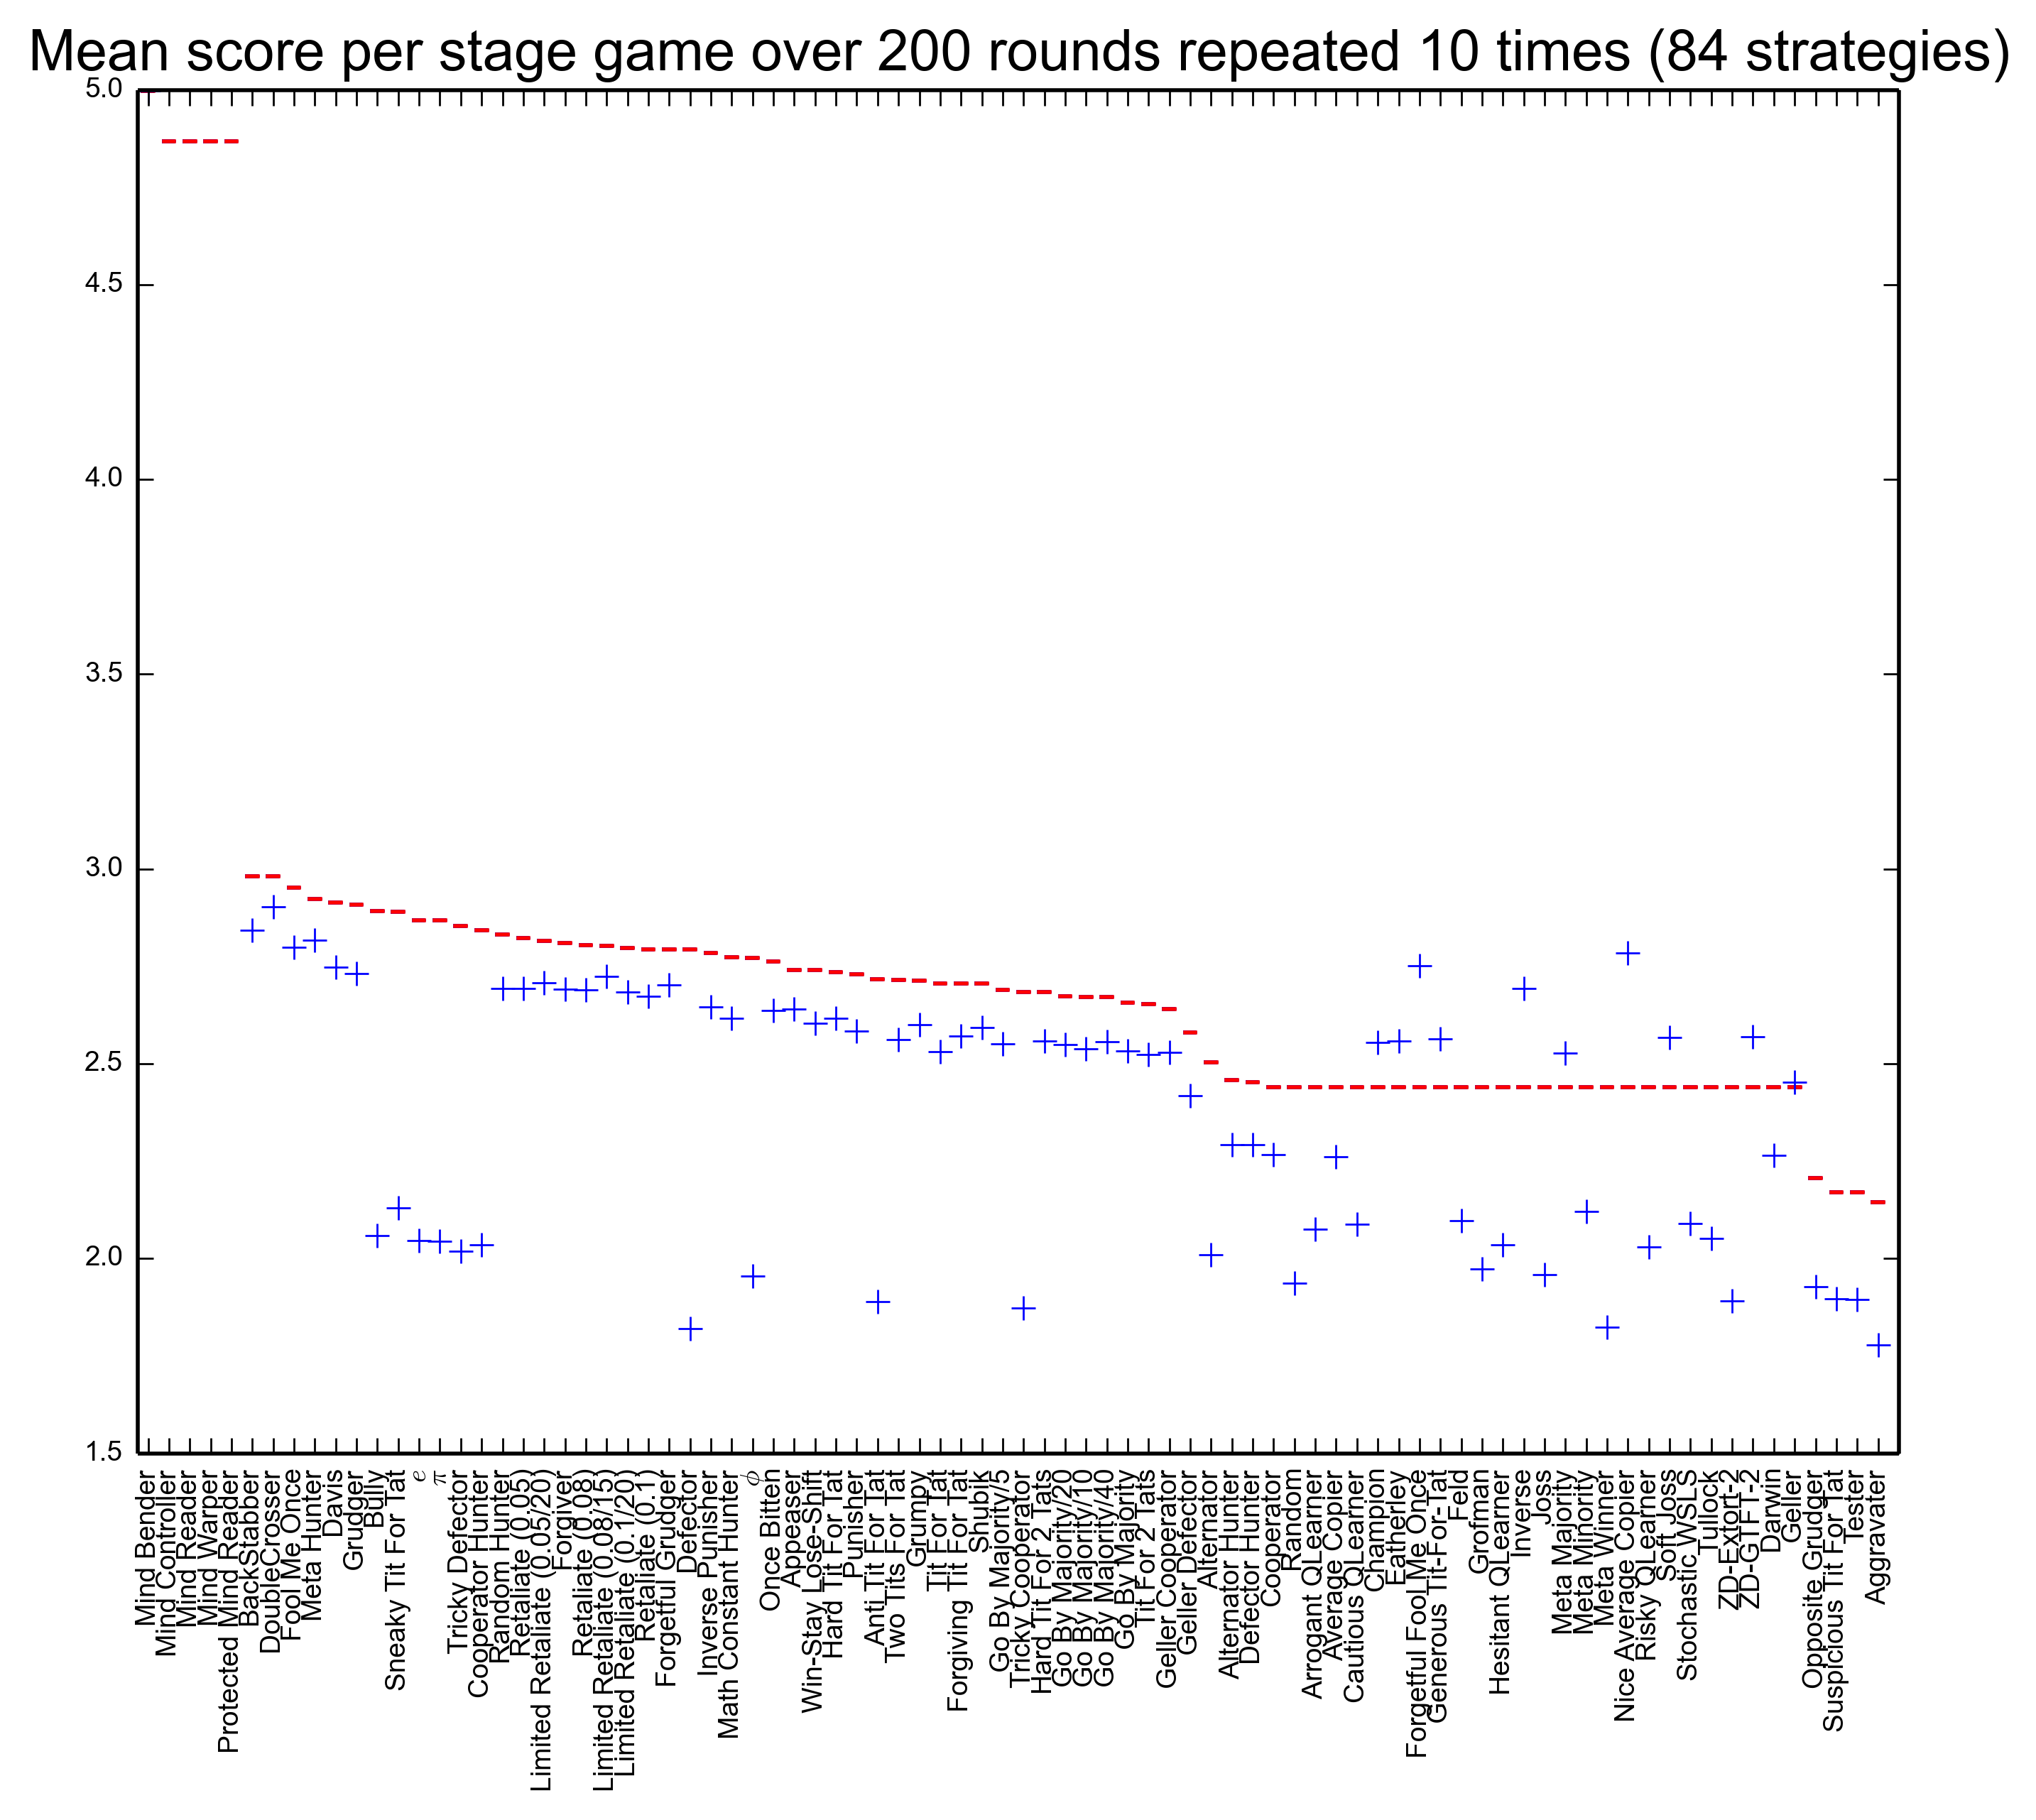 Mean score per stage game over 200 rounds repeated 10 times (84 strategies)
5.0
4.5
4.0
3.5
3.0
2.5
2.0
1.5
Mind Bender
Mind Controller
Mind Reader
Mind Warper
Protected Mind Reader
BackStabber
DoubleCrosser
Fool Me Once
Meta Hunter
Davis
Grudger
Bully
Sneaky Tit For Tat
e
π
Tricky Defector
Cooperator Hunter
Random Hunter
Retaliate (0.05)
Limited Retaliate (0.05/20)
Forgiver
Retaliate (0.08)
Limited Retaliate (0.08/15)
Limited Retaliate (0.1/20)
Retaliate (0.1)
Forgetful Grudger
Defector
Inverse Punisher
Math Constant Hunter
ϕ
Once Bitten
Appeaser
Win-Stay Lose-Shift
Hard Tit For Tat
Punisher
Anti Tit For Tat
Two Tits For Tat
Grumpy
Tit For Tat
Forgiving Tit For Tat
Shubik
Go By Majority/5
Tricky Cooperator
Hard Tit For 2 Tats
Go By Majority/20
Go By Majority/10
Go By Majority/40
Go By Majority
Tit For 2 Tats
Geller Cooperator
Geller Defector
Alternator
Alternator Hunter
Defector Hunter
Cooperator
Random
Arrogant QLearner
Average Copier
Cautious QLearner
Champion
Eatherley
Forgetful Fool Me Once
Generous Tit-For-Tat
Feld
Grofman
Hesitant QLearner
Inverse
Joss
Meta Majority
Meta Minority
Meta Winner
Nice Average Copier
Risky QLearner
Soft Joss
Stochastic WSLS
Tullock
ZD-Extort-2
ZD-GTFT-2
Darwin
Geller
Opposite Grudger
Suspicious Tit For Tat
Tester
Aggravater